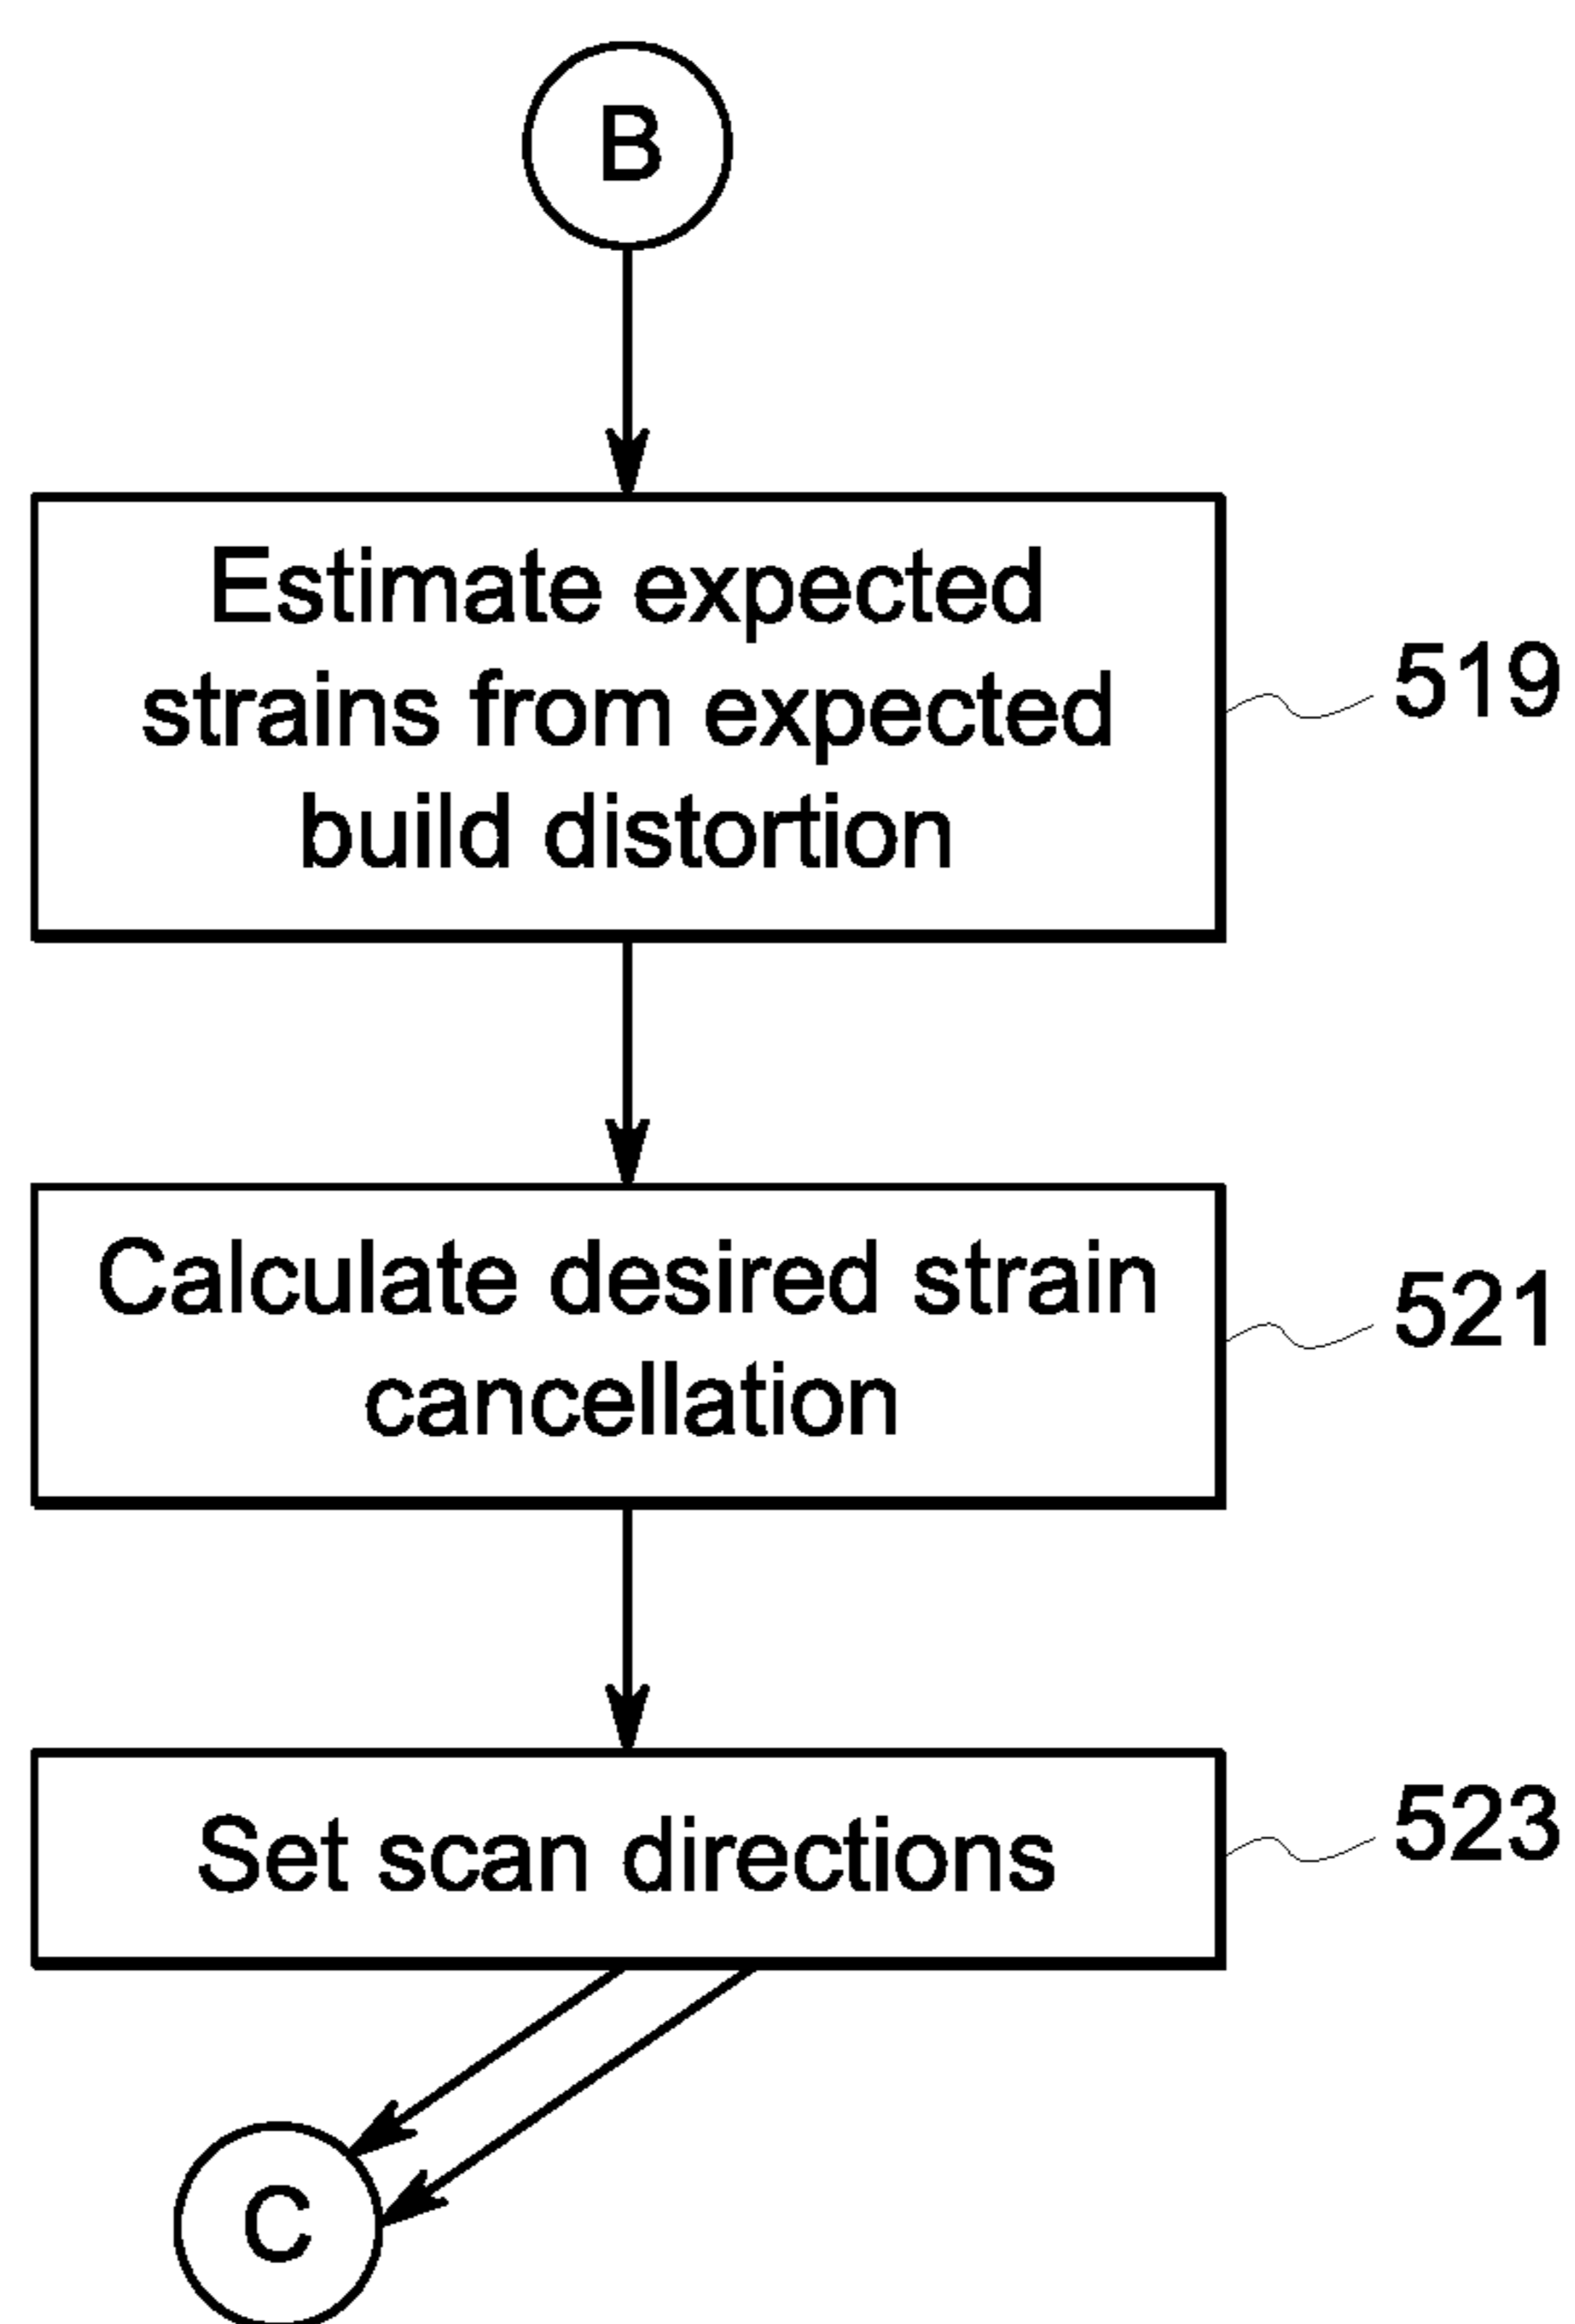 B
Estimate expected
strains from expected
build distortion
519
Calculate desired strain
cancellation
521
Set scan directions
523
C